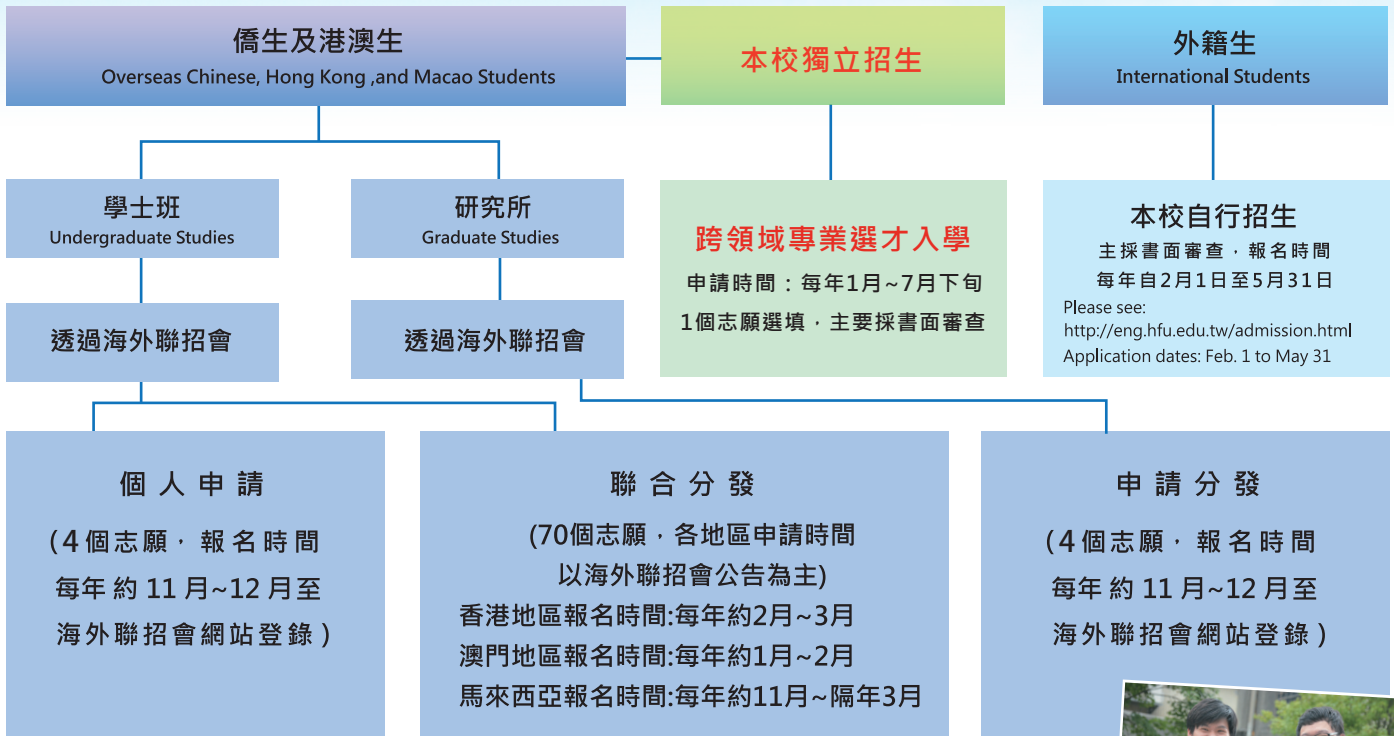 僑生及港澳生
Overseas Chinese, Hong Kong ,and Macao Students
本校獨立招生
外籍生
International Students
學士班
Undergraduate Studies
研究所
Graduate Studies
跨領域專業選才入學
申請時間：每年1月~7月下旬
1個志願選填，主要採書面審查
本校自行招生
主採書面審查，報名時間
每年自2月1日至5月31日
Please see:
http://eng.hfu.edu.tw/admission.html
Application dates: Feb. 1 to May 31
透過海外聯招會
透過海外聯招會
個人申請
(4個志願，報名時間
每年約11月~12月至
海外聯招會網站登錄)
聯合分發
(70個志願，各地區申請時間
以海外聯招會公告為主)
香港地區報名時間:每年約2月~3月
澳門地區報名時間:每年約1月~2月
馬來西亞報名時間:每年約11月~隔年3月
申請分發
(4個志願，報名時間
每年約11月~12月至
海外聯招會網站登錄)